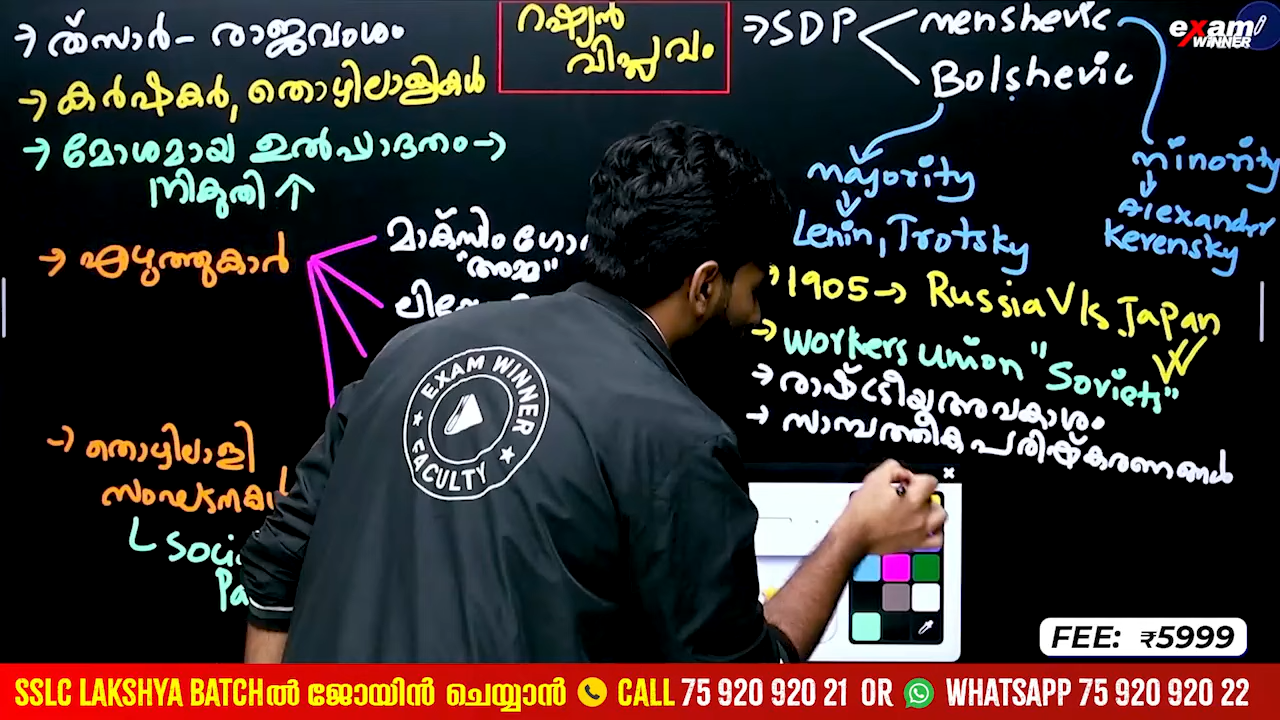 റഷ്യൻ
വിപ്ലവം
→ ത്സാർ - രാജവംശം
→ കർഷകർ, തൊഴിലാളികൾ
→ മോശമായ ഉൽപാദനം →
നികുതി ↑
→ എഴുത്തുകാർ
മാക്സിം
"അമ്മ"
→ തൊഴിലാളി
→ SDP
menshevic
Bolshevic
minority
Alexander
Kerensky
majority
Lenin, Trotsky
→ 1905 → Russia V/s Japan
→ workers union "Soviets"
→ രാഷ്ട്രീയ അവകാശം
→ സാമ്പത്തിക പരിഷ്കരണങ്ങൾ
EXAM WINNER
FACULTY
exam
WINNER
FEE: ₹5999
SSLC LAKSHYA BATCHൽ ജോയിൻ ചെയ്യാൻ CALL 75 920 920 21 OR WHATSAPP 75 920 920 22